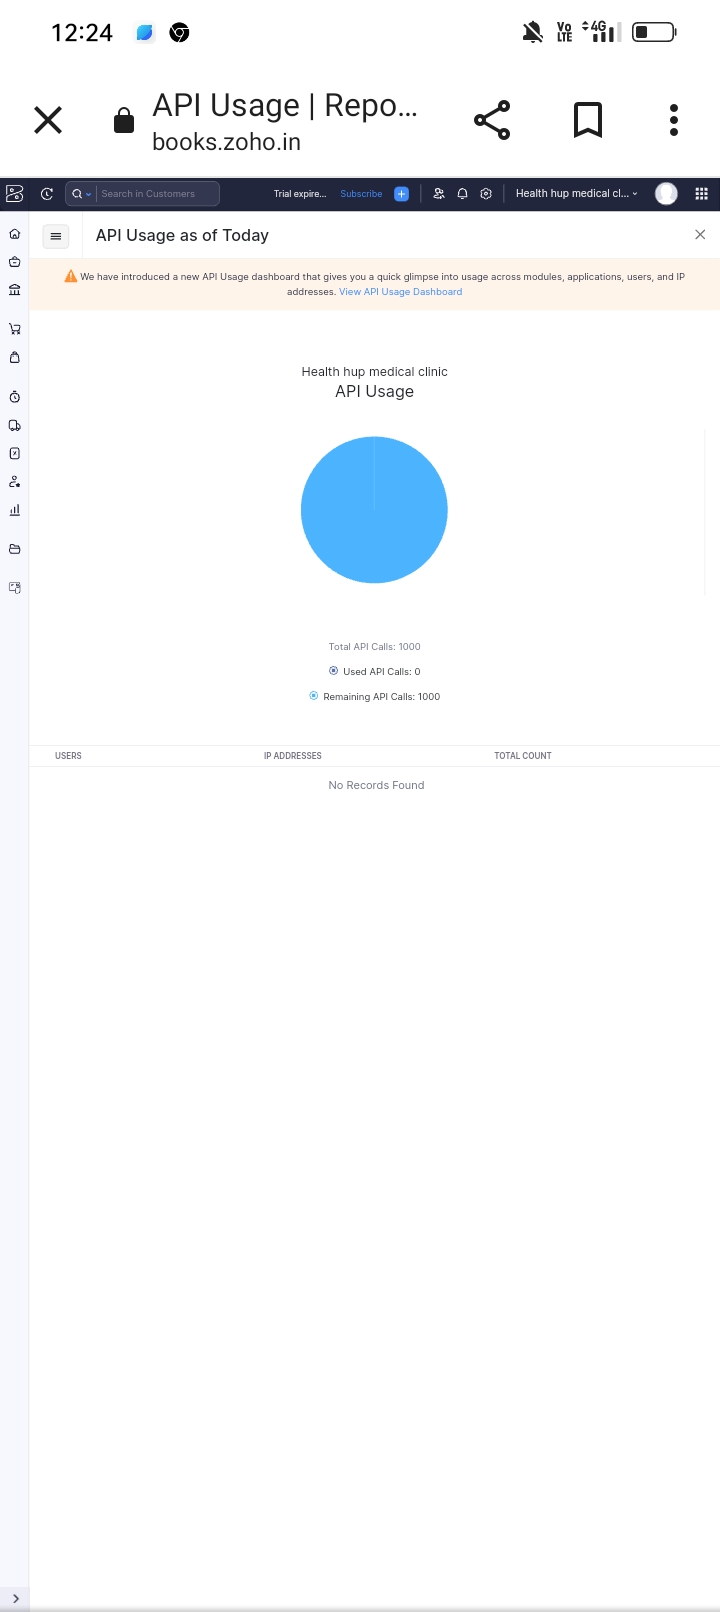 12:24
Vo LTE 4G
API Usage | Repo...
books.zoho.in
Search in Customers Trial expire... Subscribe Health hup medical cl...
API Usage as of Today
We have introduced a new API Usage dashboard that gives you a quick glimpse into usage across modules, applications, users, and IP
addresses. View API Usage Dashboard
Health hup medical clinic
API Usage
Total API Calls: 1000
Used API Calls: 0
Remaining API Calls: 1000
USERS IP ADDRESSES TOTAL COUNT
No Records Found